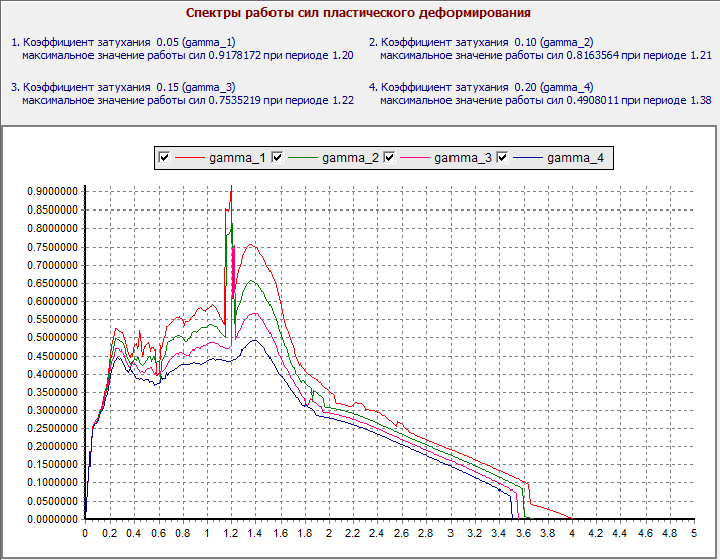 Спектры работы сил пластического деформирования
1. Коэффициент затухания 0.05 (gamma_1)
максимальное значение работы сил 0.9178172 при периоде 1.20
2. Коэффициент затухания 0.10 (gamma_2)
максимальное значение работы сил 0.8163564 при периоде 1.21
3. Коэффициент затухания 0.15 (gamma_3)
максимальное значение работы сил 0.7535219 при периоде 1.22
4. Коэффициент затухания 0.20 (gamma_4)
максимальное значение работы сил 0.4908011 при периоде 1.38
gamma_1 gamma_2 gamma_3 gamma_4
0.9000000
0.8500000
0.8000000
0.7500000
0.7000000
0.6500000
0.6000000
0.5500000
0.5000000
0.4500000
0.4000000
0.3500000
0.3000000
0.2500000
0.2000000
0.1500000
0.1000000
0.0500000
0.0000000
0 0.2 0.4 0.6 0.8 1 1.2 1.4 1.6 1.8 2 2.2 2.4 2.6 2.8 3 3.2 3.4 3.6 3.8 4 4.2 4.4 4.6 4.8 5